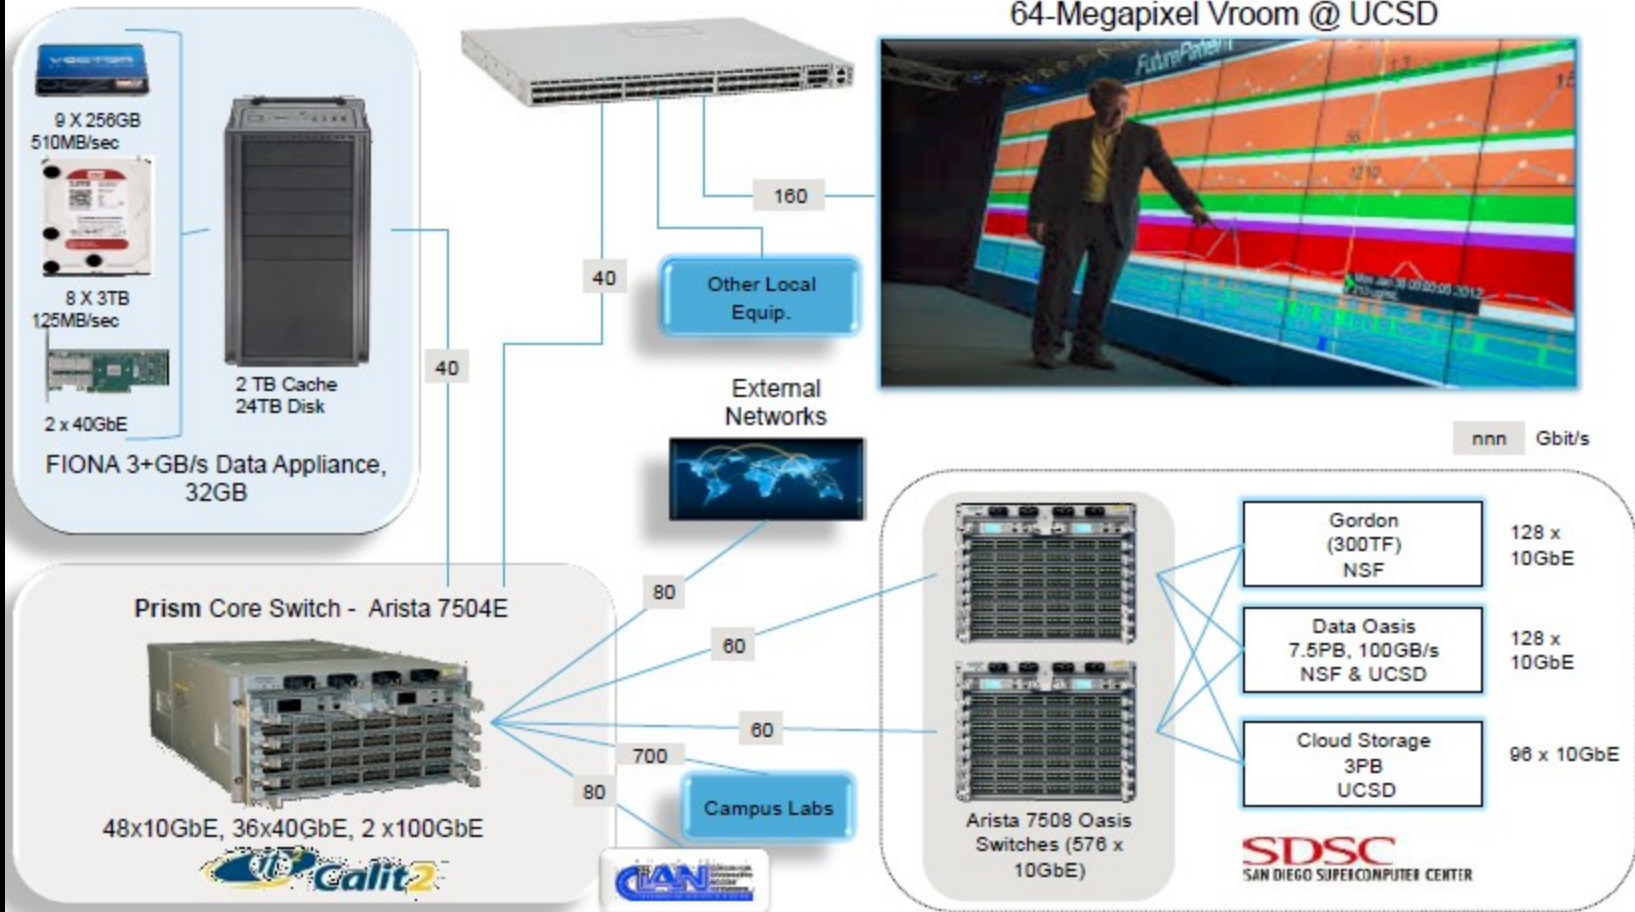 64-Megapixel Vroom @ UCSD
VECTOR
9 X 256GB
510MB/sec
8 X 3TB
125MB/sec
2 x 40GbE
2 TB Cache
24TB Disk
FIONA 3+GB/s Data Appliance,
32GB
40
40
160
Other Local
Equip.
FuturePatient
External
Networks
nnn Gbit/s
Prism Core Switch - Arista 7504E
48x10GbE, 36x40GbE, 2 x100GbE
Calit2
80
60
60
700
80
Campus Labs
CIAN
Arista 7508 Oasis
Switches (576 x
10GbE)
Gordon
(300TF)
NSF
128 x
10GbE
Data Oasis
7.5PB, 100GB/s
NSF & UCSD
128 x
10GbE
Cloud Storage
3PB
UCSD
96 x 10GbE
SDSC
SAN DIEGO SUPERCOMPUTER CENTER